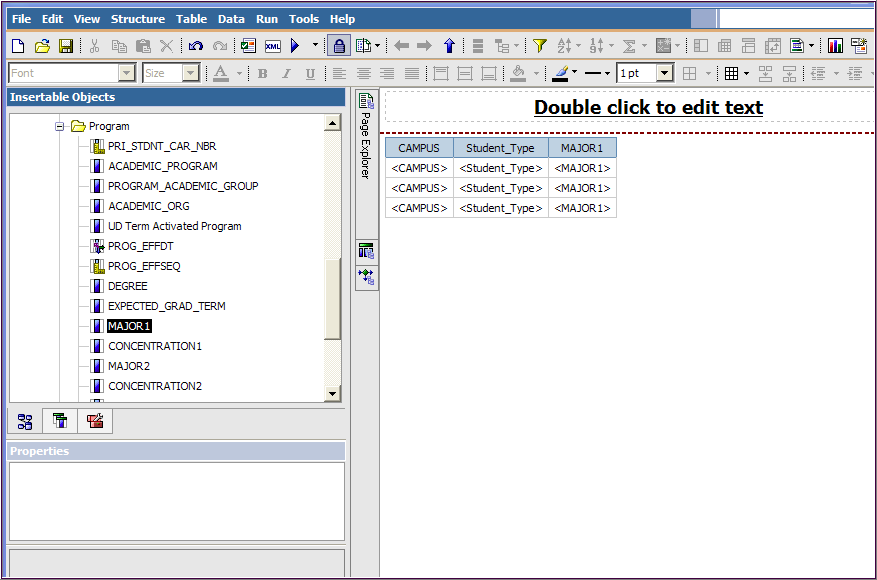 File Edit View Structure Table Data Run Tools Help
XML
Font Size A B I U 1 pt
Insertable Objects
Program
PRI_STDNT_CAR_NBR
ACADEMIC_PROGRAM
PROGRAM_ACADEMIC_GROUP
ACADEMIC_ORG
UD Term Activated Program
PROG_EFFDT
PROG_EFFSEQ
DEGREE
EXPECTED_GRAD_TERM
MAJOR1
CONCENTRATION1
MAJOR2
CONCENTRATION2
Properties
Page Explorer
Double click to edit text
CAMPUS Student_Type MAJOR1
<CAMPUS> <Student_Type> <MAJOR1>
<CAMPUS> <Student_Type> <MAJOR1>
<CAMPUS> <Student_Type> <MAJOR1>